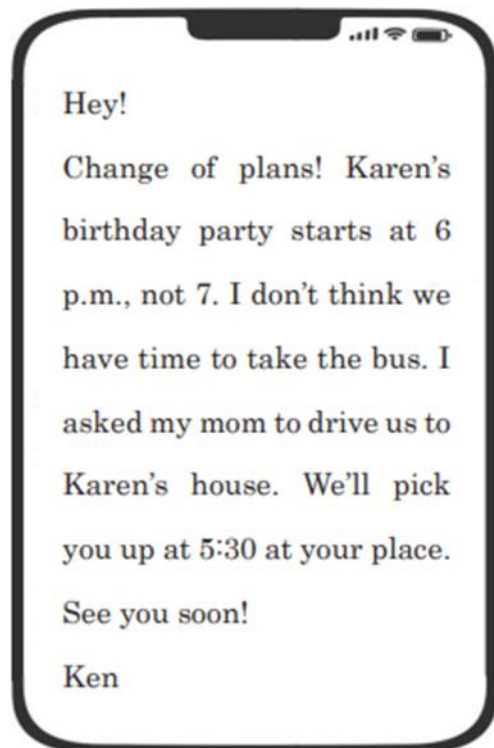 Hey!
Change of plans! Karen’s
birthday party starts at 6
p.m., not 7. I don’t think we
have time to take the bus. I
asked my mom to drive us to
Karen’s house. We’ll pick
you up at 5:30 at your place.
See you soon!
Ken